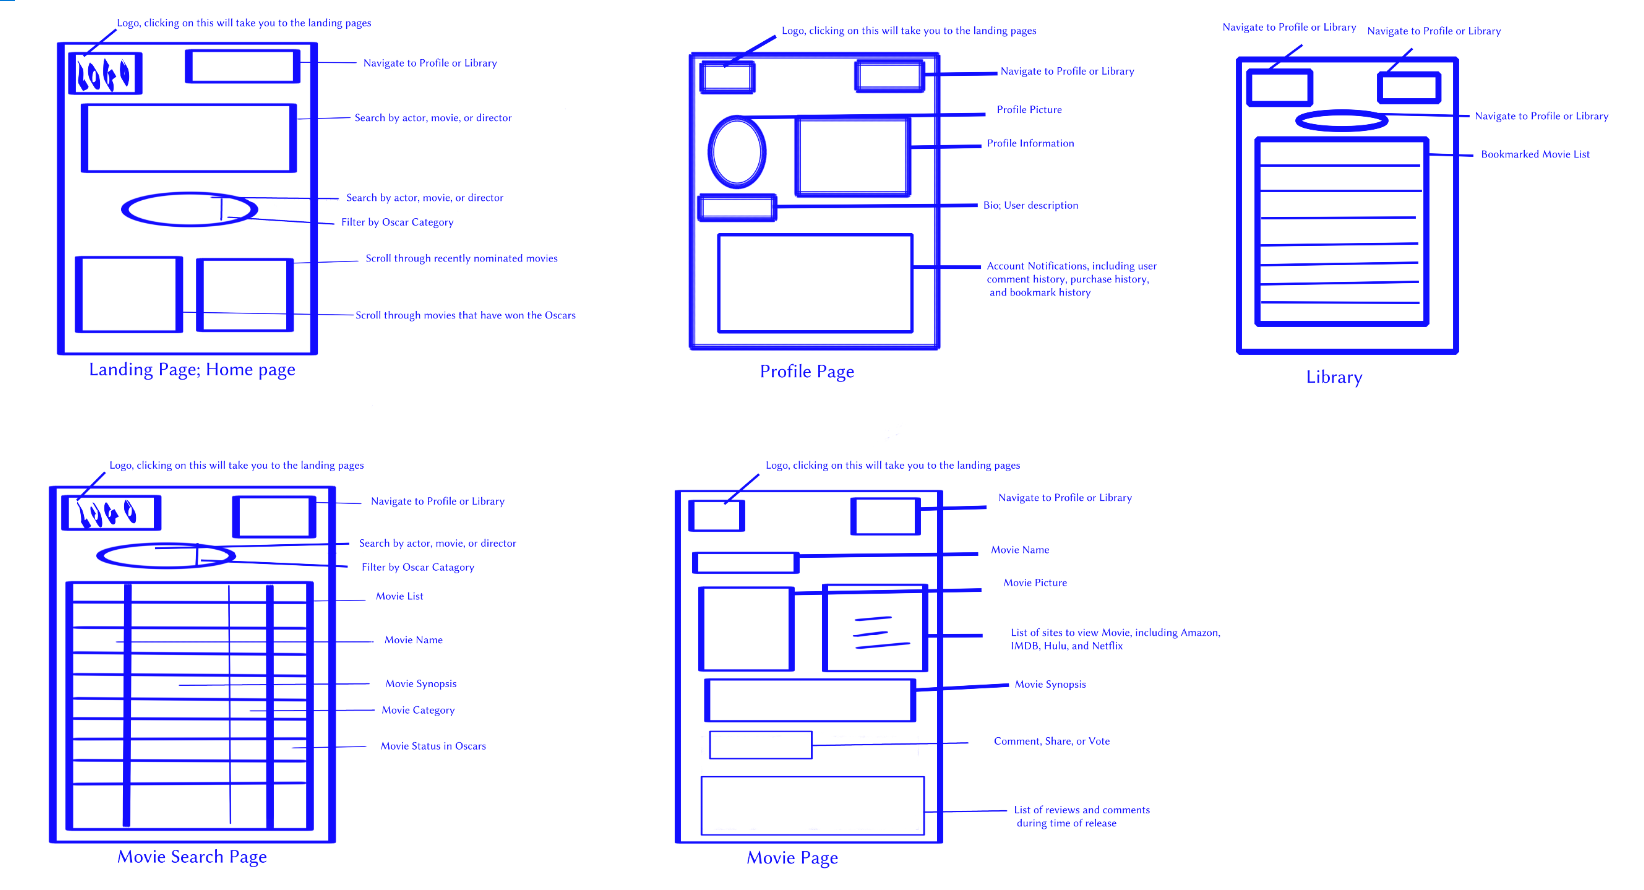 Logo, clicking on this will take you to the landing pages
LOGO
Navigate to Profile or Library
Search by actor, movie, or director
Search by actor, movie, or director
Filter by Oscar Category
Scroll through recently nominated movies
Scroll through movies that have won the Oscars
Landing Page; Home page
Logo, clicking on this will take you to the landing pages
Navigate to Profile or Library
Profile Picture
Profile Information
Bio; User description
Account Notifications, including user
comment history, purchase history,
and bookmark history
Profile Page
Navigate to Profile or Library
Navigate to Profile or Library
Navigate to Profile or Library
Bookmarked Movie List
Library
Logo, clicking on this will take you to the landing pages
LOGO
Navigate to Profile or Library
Search by actor, movie, or director
Filter by Oscar Catagory
Movie List
Movie Name
Movie Synopsis
Movie Category
Movie Status in Oscars
Movie Search Page
Logo, clicking on this will take you to the landing pages
Navigate to Profile or Library
Movie Name
Movie Picture
List of sites to view Movie, including Amazon,
IMDB, Hulu, and Netflix
Movie Synopsis
Comment, Share, or Vote
List of reviews and comments
during time of release
Movie Page